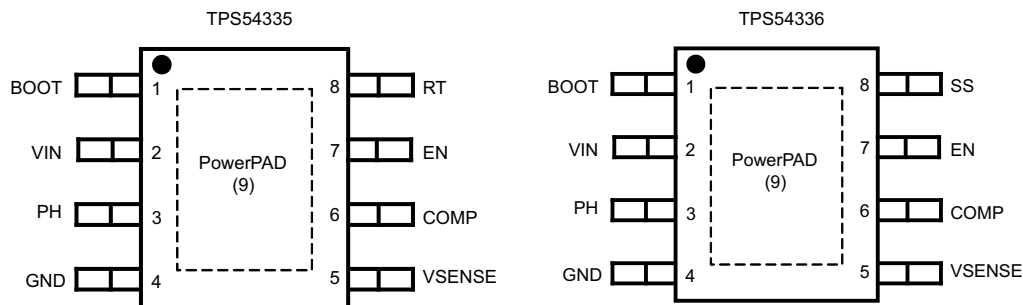 TPS54335
BOOT 1 8 RT
VIN 2 7 EN
PowerPAD
(9)
PH 3 6 COMP
GND 4 5 VSENSE
TPS54336
BOOT 1 8 SS
VIN 2 7 EN
PowerPAD
(9)
PH 3 6 COMP
GND 4 5 VSENSE